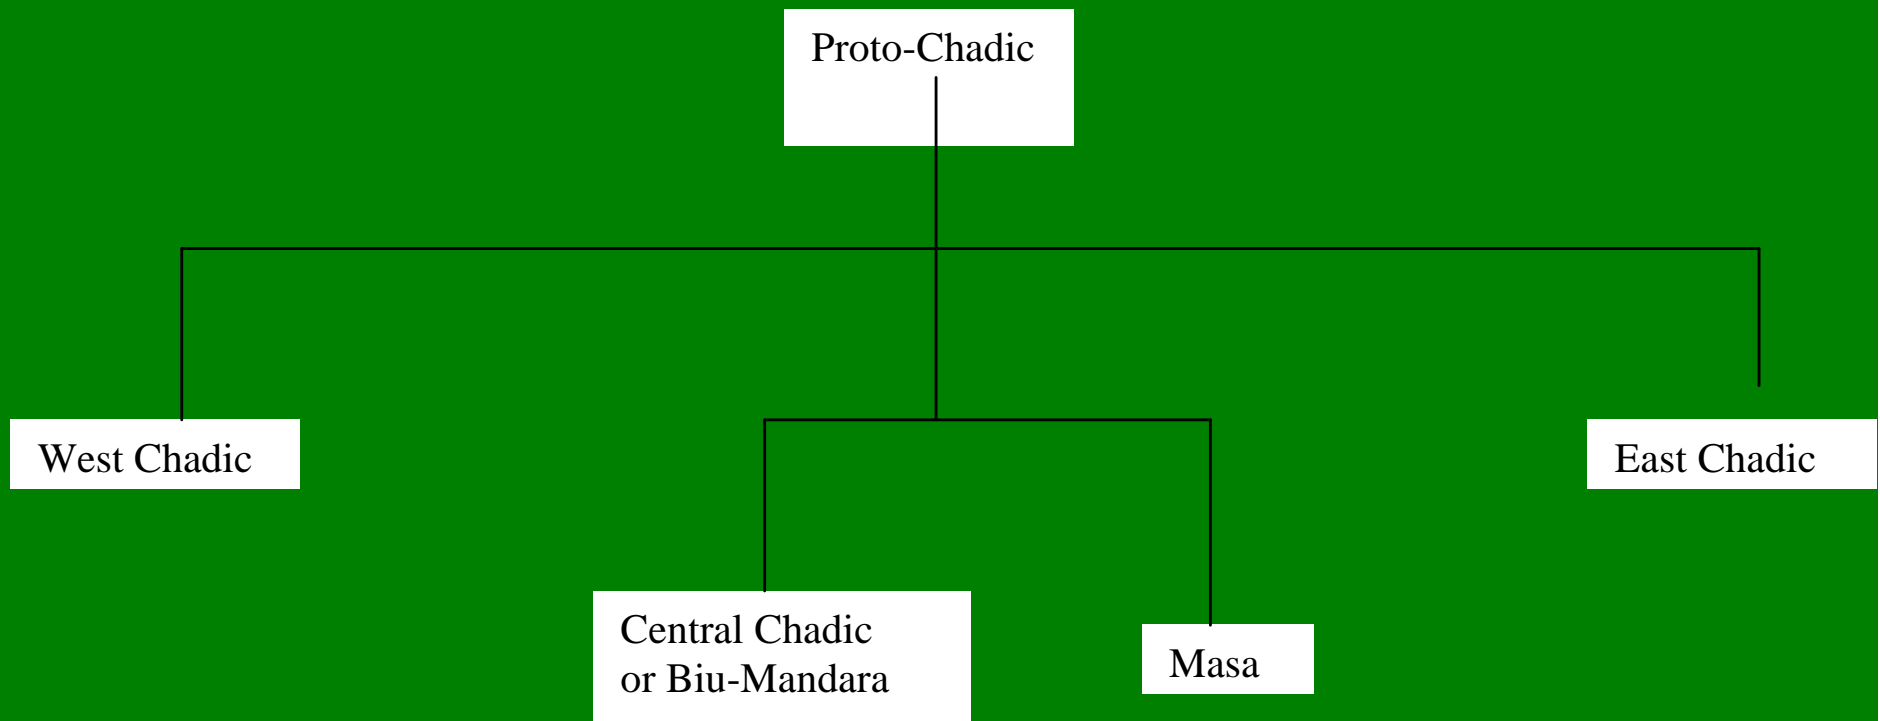 Proto-Chadic
West Chadic
East Chadic
Central Chadic
or Biu-Mandara
Masa